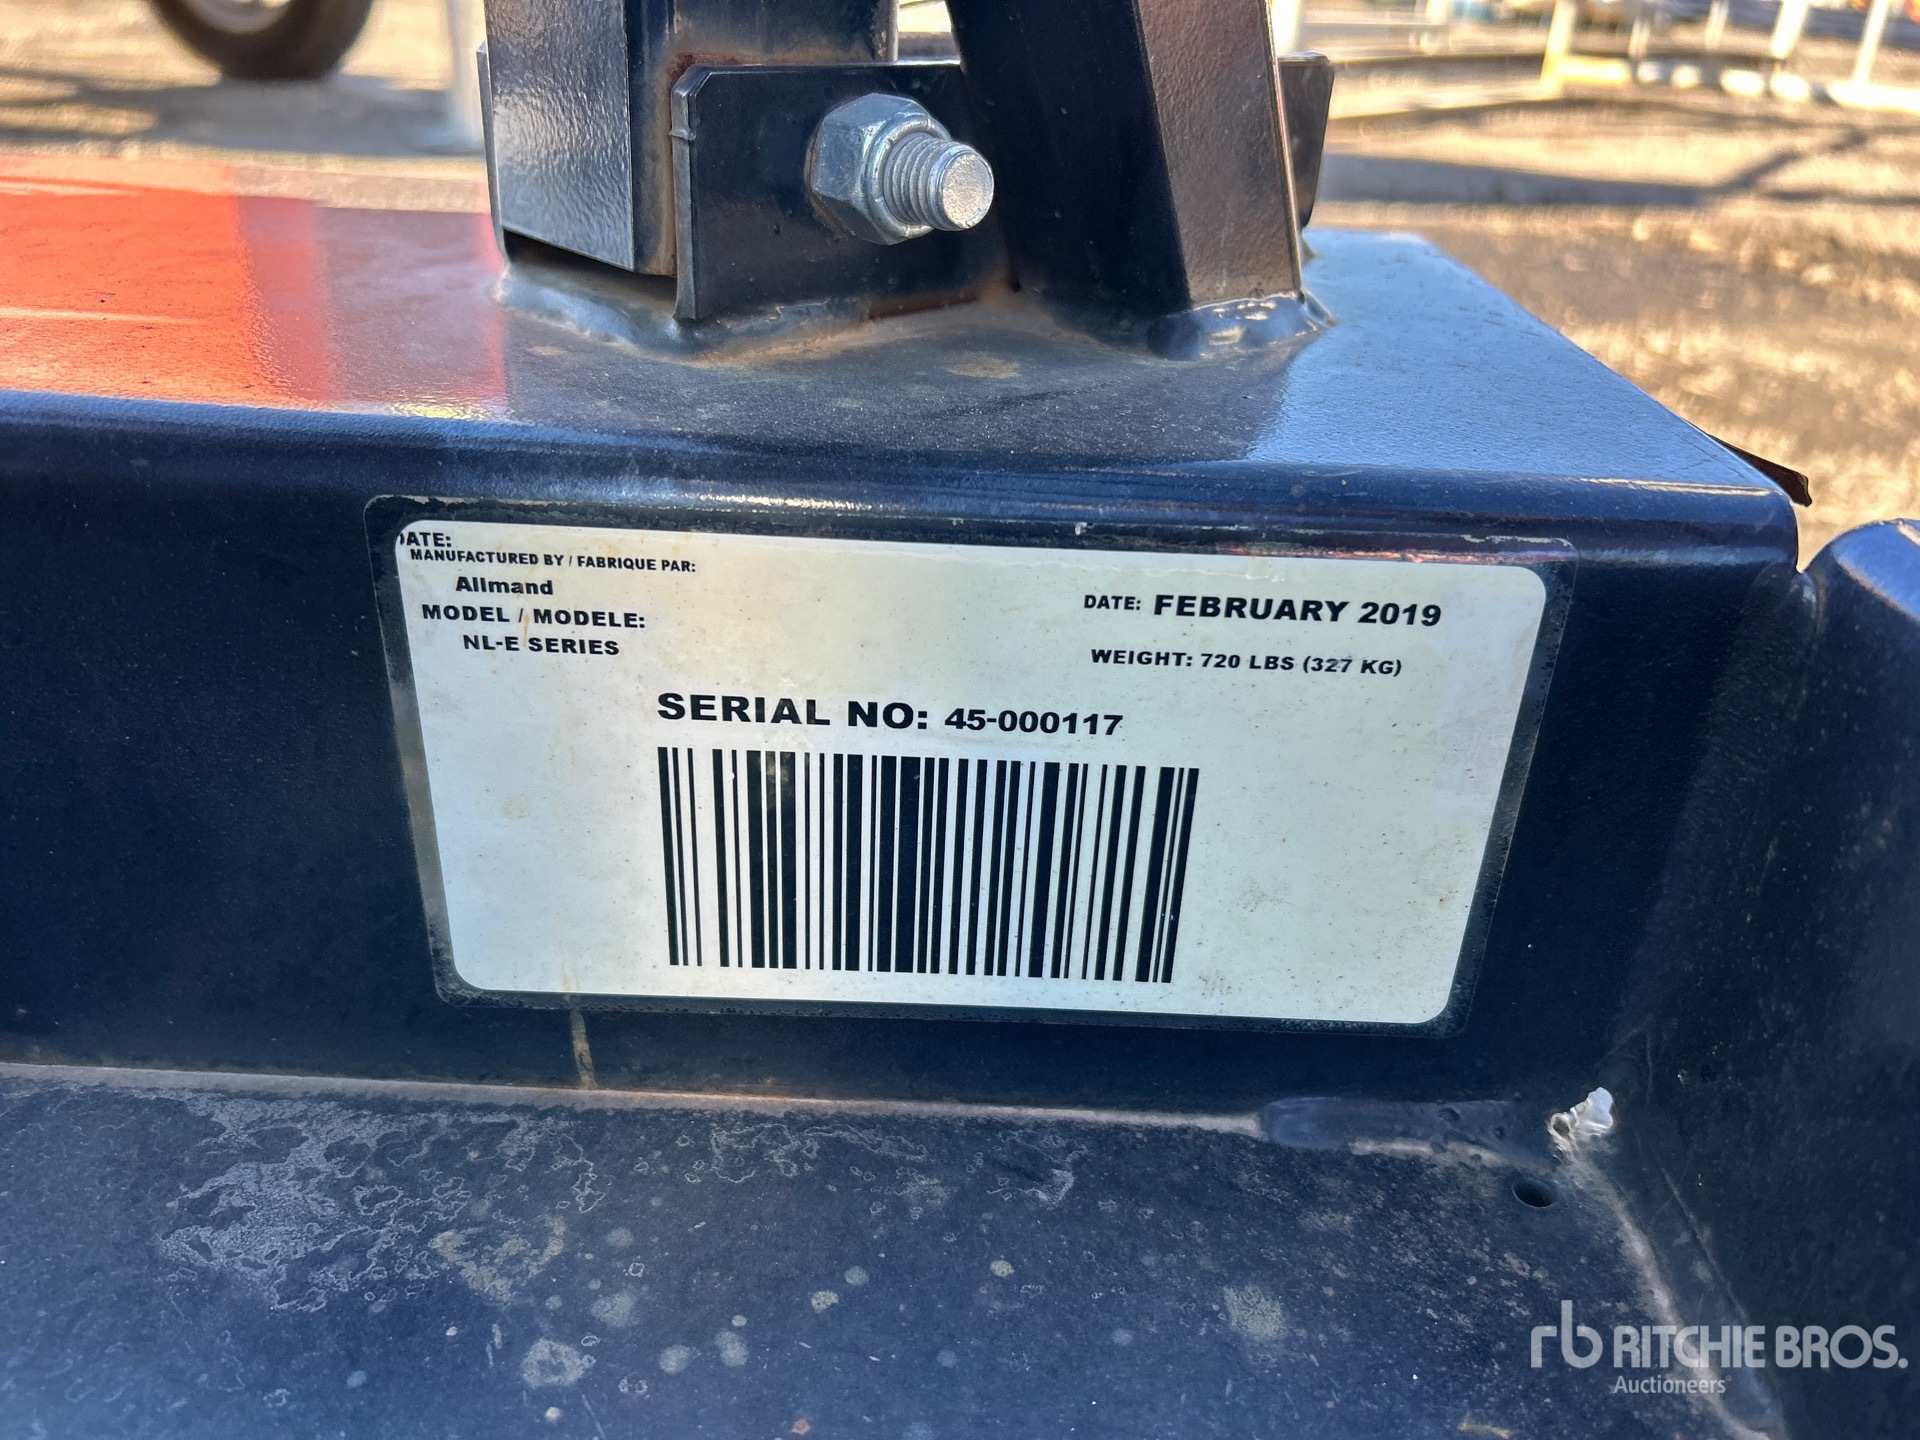 DATE:
MANUFACTURED BY / FABRIQUE PAR:
Allmand
MODEL / MODELE:
NL-E SERIES
DATE: FEBRUARY 2019
WEIGHT: 720 LBS (327 KG)
SERIAL NO: 45-000117
rb RITCHIE BROS.
Auctioneers